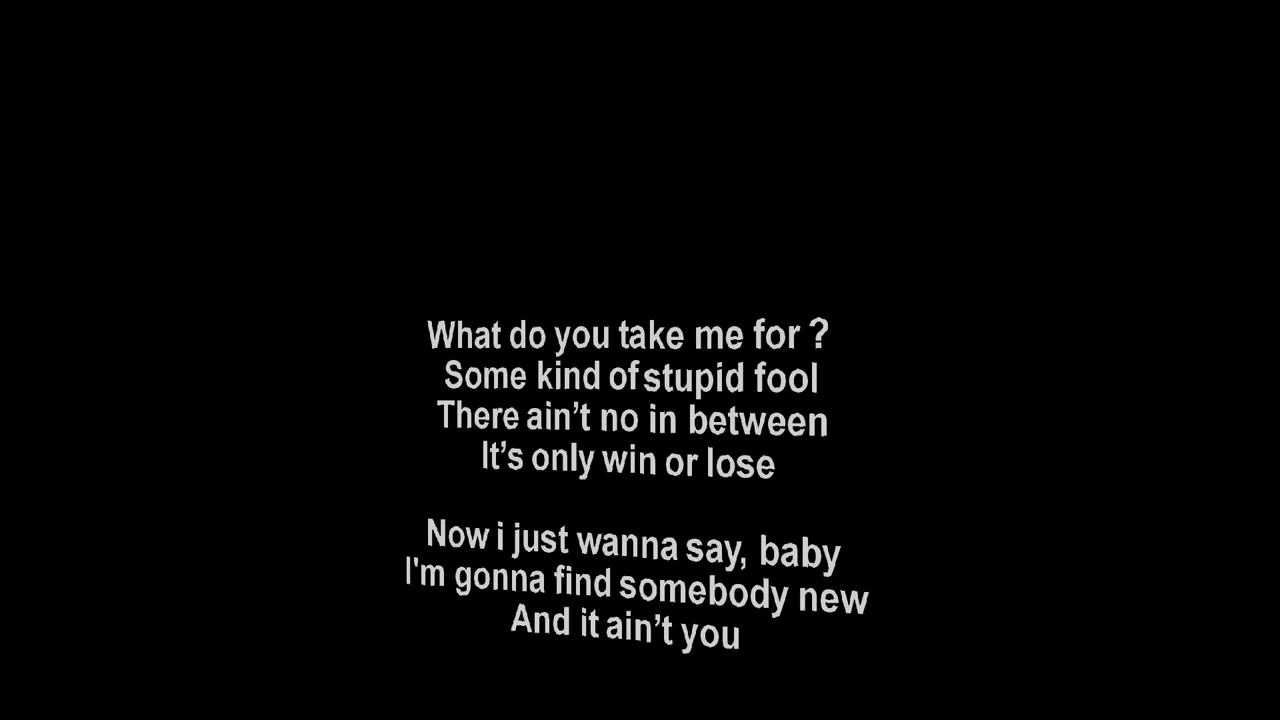 What do you take me for ?
Some kind of stupid fool
There ain’t no in between
It’s only win or lose
Now i just wanna say, baby
I'm gonna find somebody new
And it ain’t you